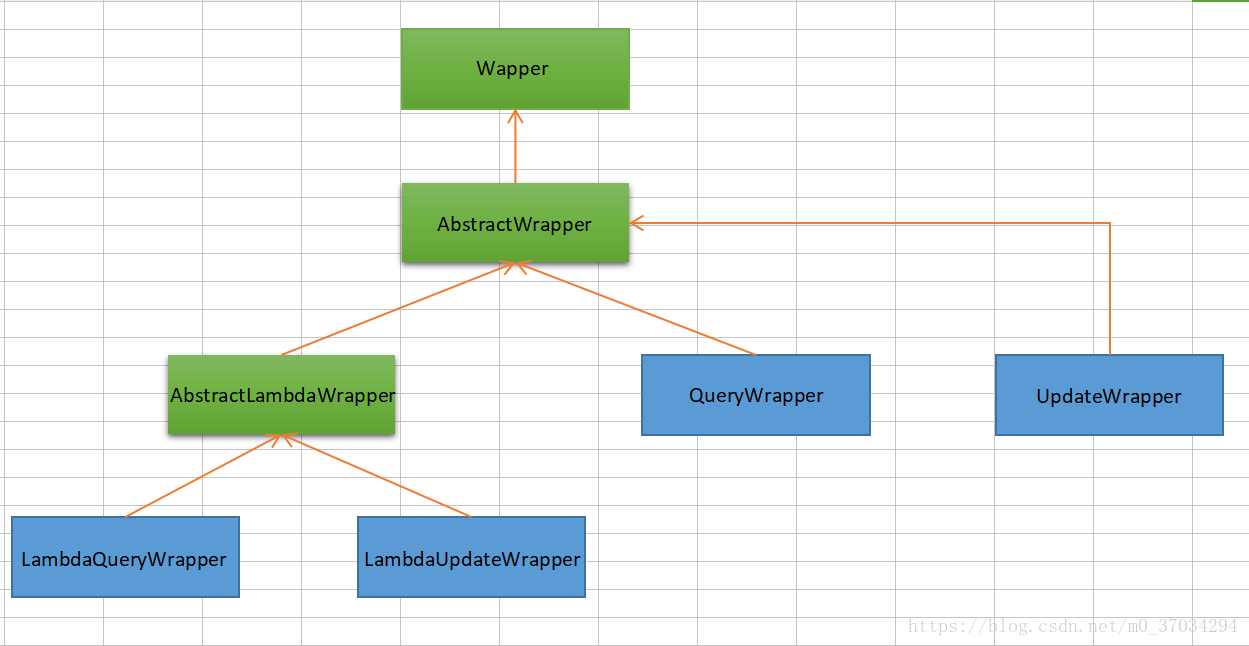 Wapper
AbstractWrapper
AbstractLambdaWrapper
QueryWrapper
UpdateWrapper
LambdaQueryWrapper
LambdaUpdateWrapper
https://blog.csdn.net/m0_37034294